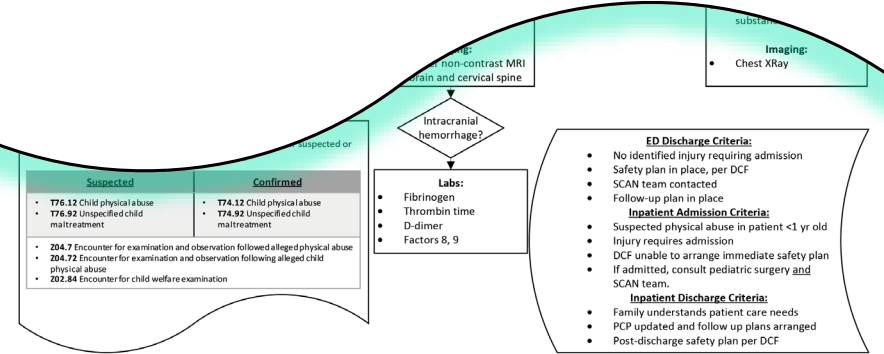 suspected or
Suspected
Confirmed
• T76.12 Child physical abuse
• T76.92 Unspecified child
maltreatment
• T74.12 Child physical abuse
• T74.92 Unspecified child
maltreatment
• Z04.7 Encounter for examination and observation followed alleged physical abuse
• Z04.72 Encounter for examination and observation following alleged child
physical abuse
• Z02.84 Encounter for child welfare examination
non-contrast MRI
brain and cervical spine
Intracranial
hemorrhage?
Labs:
• Fibrinogen
• Thrombin time
• D-dimer
• Factors 8, 9
Imaging:
• Chest XRay
ED Discharge Criteria:
• No identified injury requiring admission
• Safety plan in place, per DCF
• SCAN team contacted
• Follow-up plan in place
Inpatient Admission Criteria:
• Suspected physical abuse in patient <1 yr old
• Injury requires admission
• DCF unable to arrange immediate safety plan
• If admitted, consult pediatric surgery and
SCAN team.
Inpatient Discharge Criteria:
• Family understands patient care needs
• PCP updated and follow up plans arranged
• Post-discharge safety plan per DCF